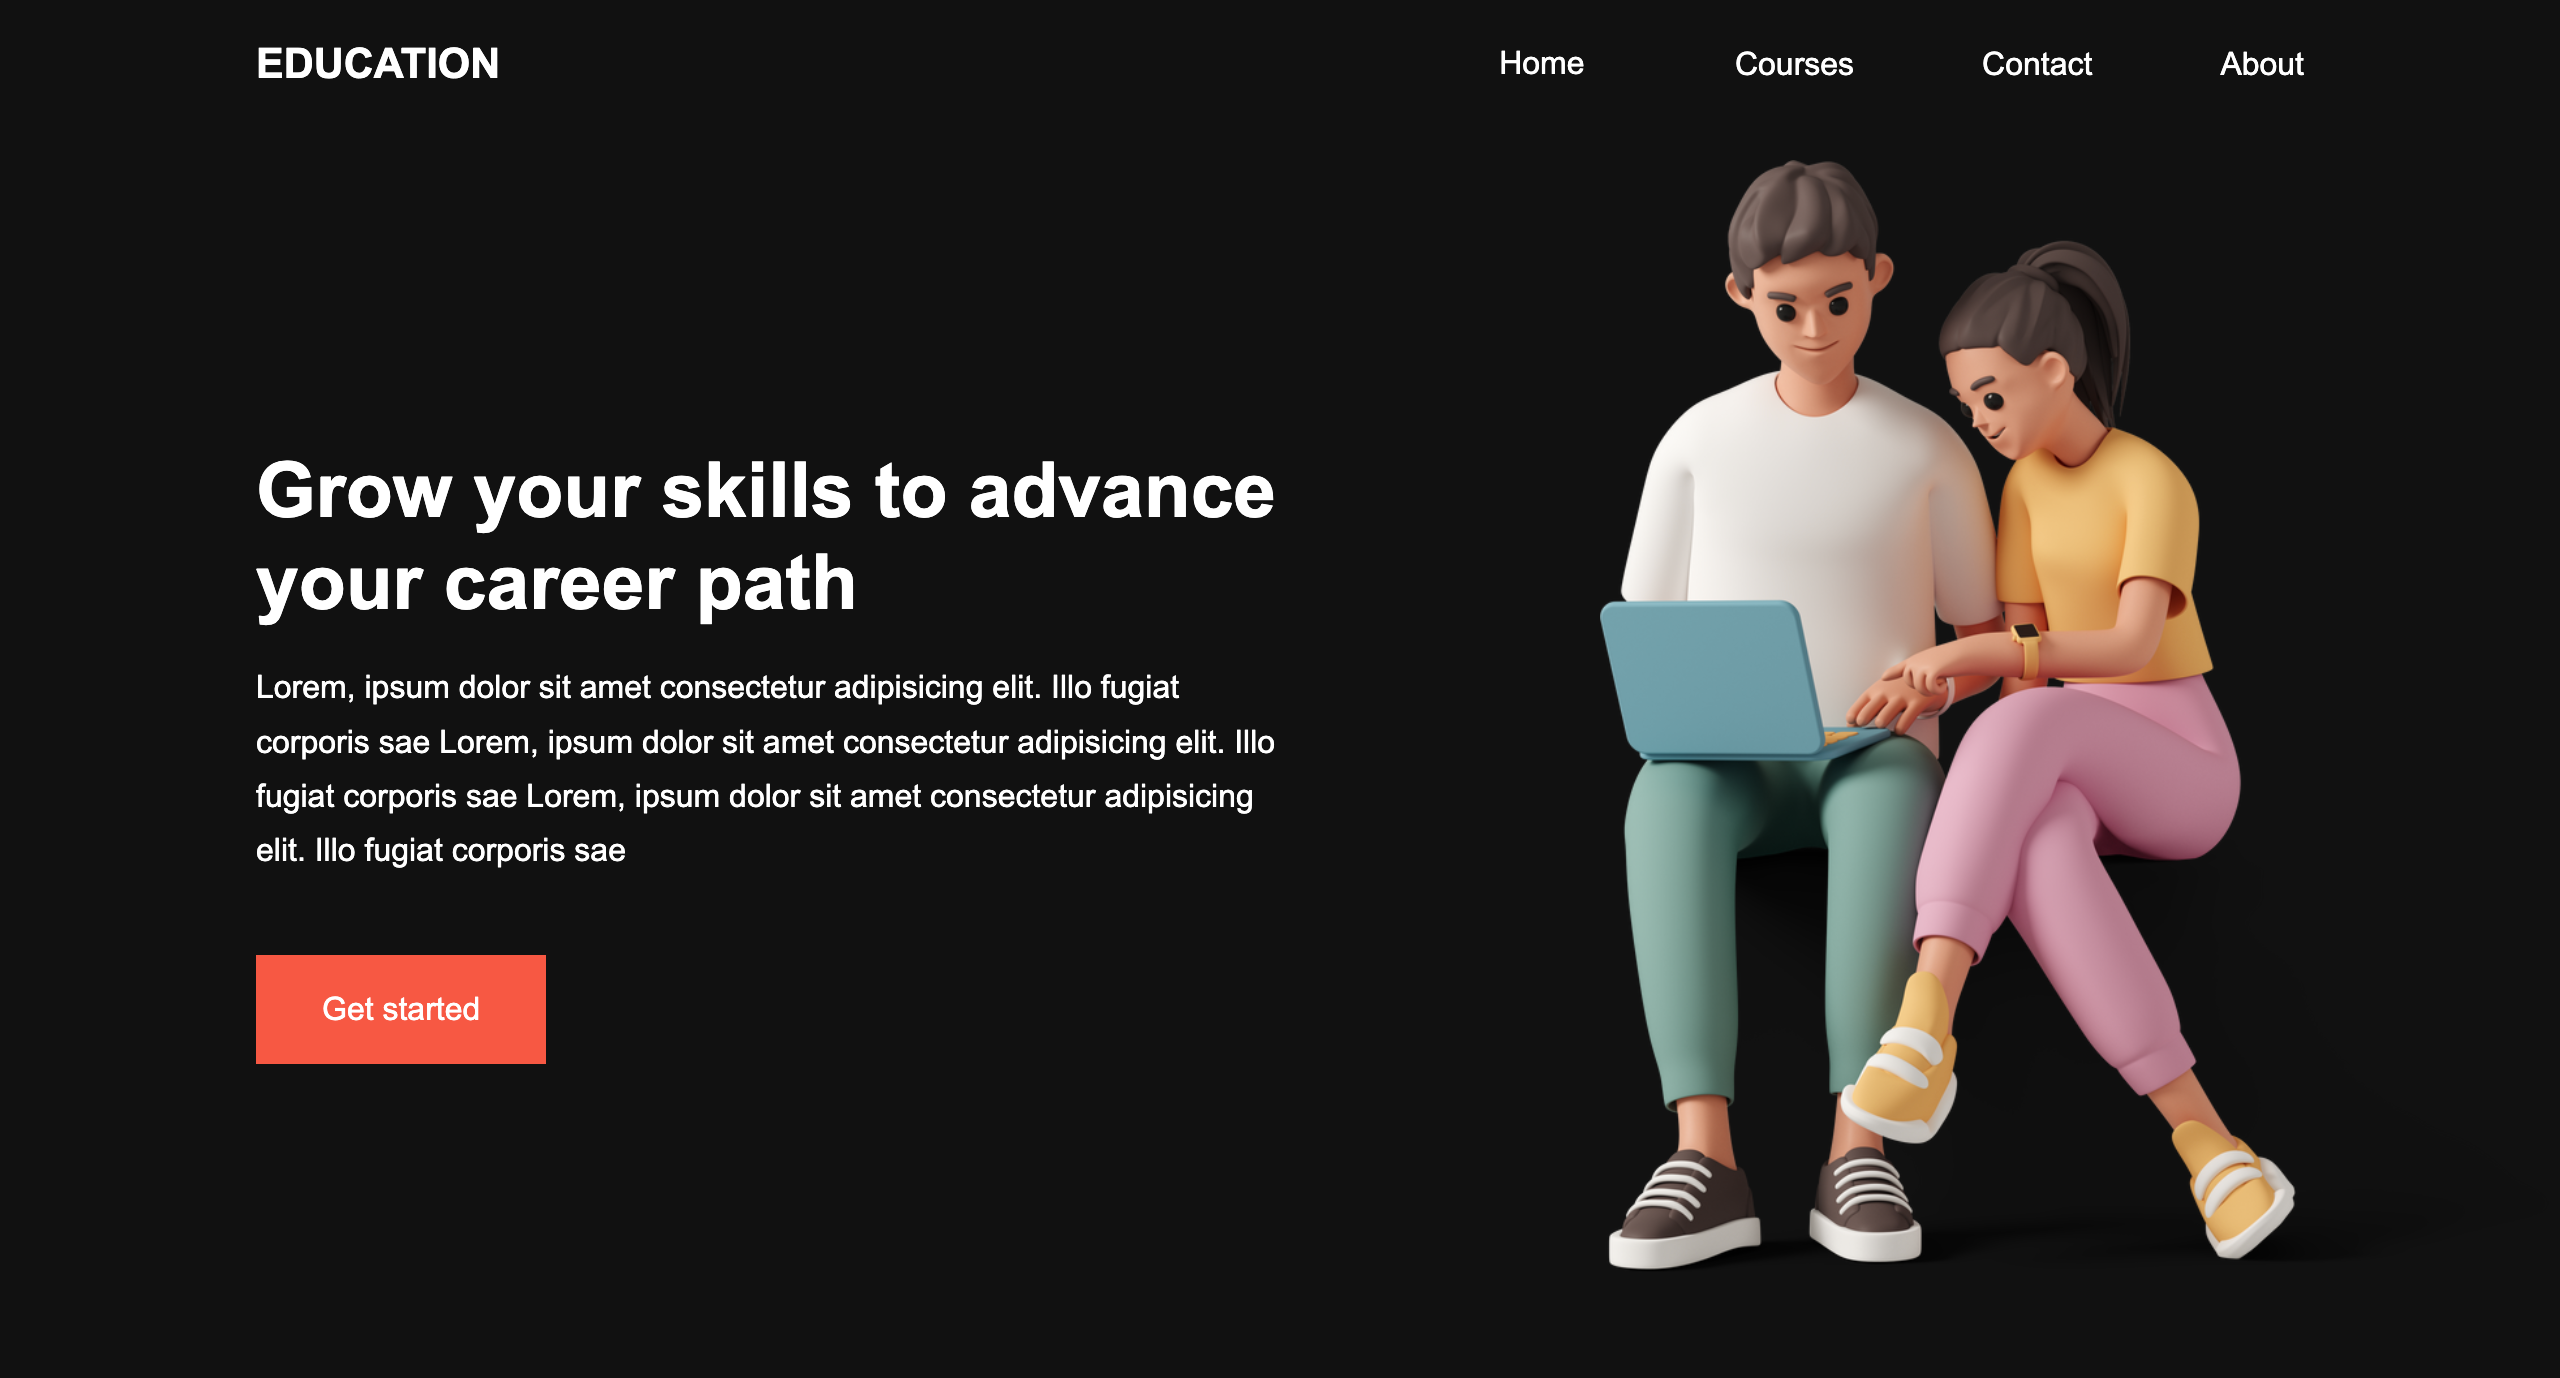 EDUCATION
Home
Courses
Contact
About
Grow your skills to advance
your career path
Lorem, ipsum dolor sit amet consectetur adipisicing elit. Illo fugiat
corporis sae Lorem, ipsum dolor sit amet consectetur adipisicing elit. Illo
fugiat corporis sae Lorem, ipsum dolor sit amet consectetur adipisicing
elit. Illo fugiat corporis sae
Get started